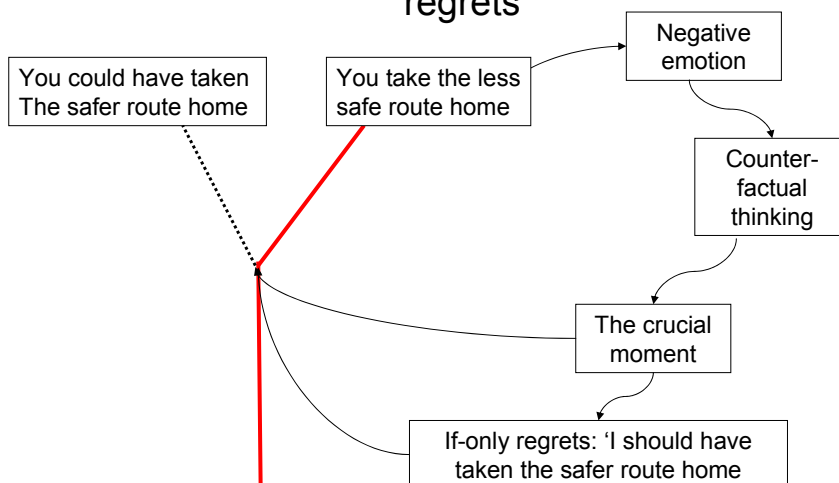 regrets
Negative
emotion
You could have taken
The safer route home
You take the less
safe route home
Counter-
factual
thinking
The crucial
moment
If-only regrets: ‘I should have
taken the safer route home